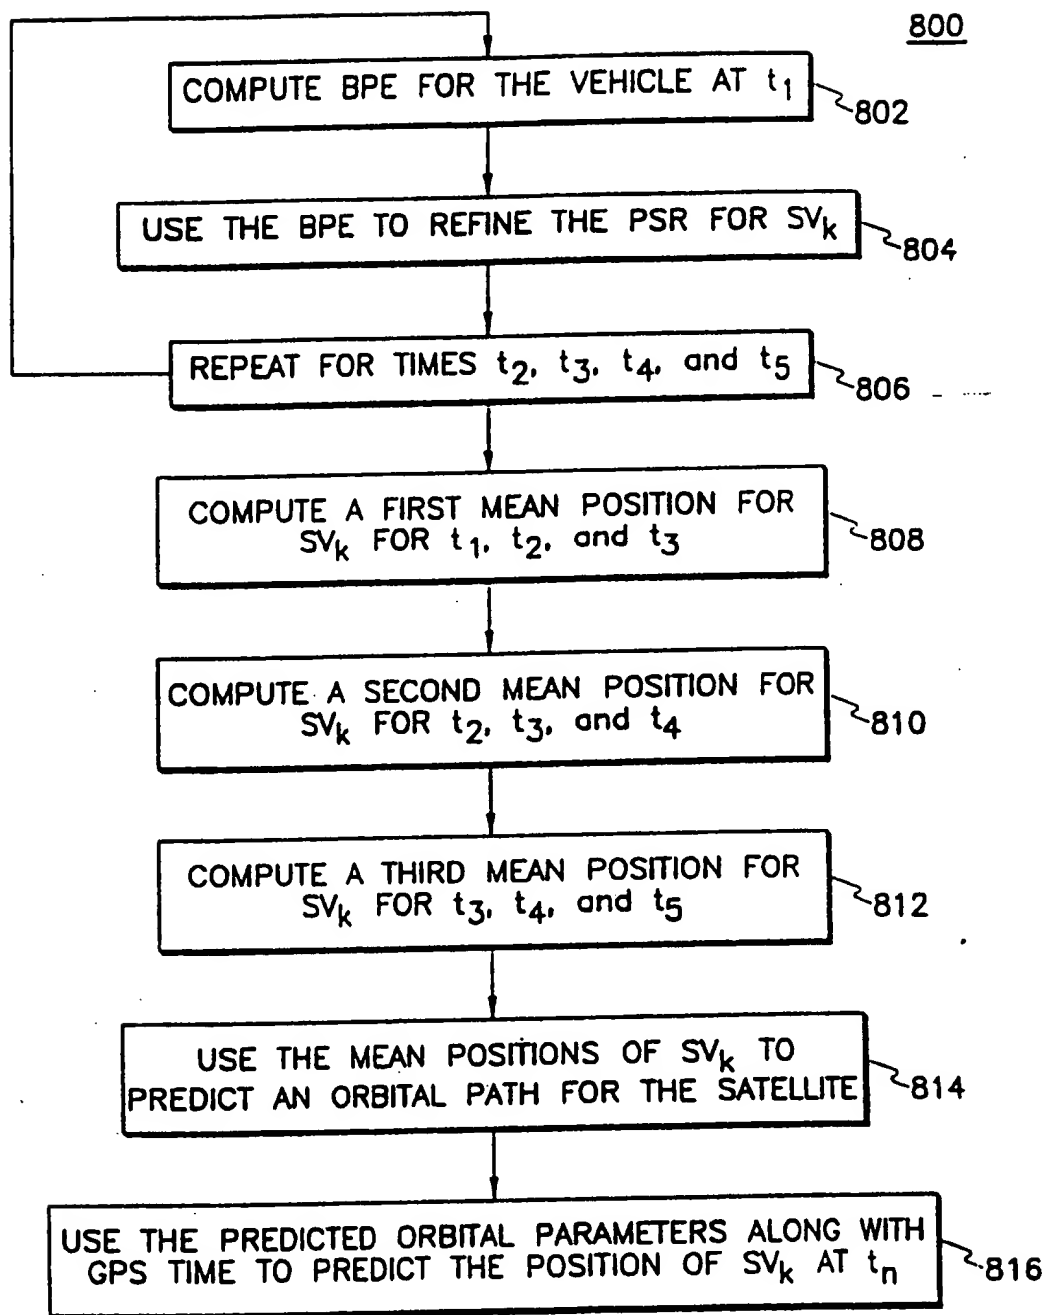 800
COMPUTE BPE FOR THE VEHICLE AT t1
802
USE THE BPE TO REFINE THE PSR FOR SVk
804
REPEAT FOR TIMES t2, t3, t4, and t5
806
COMPUTE A FIRST MEAN POSITION FOR
SVk FOR t1, t2, and t3
808
COMPUTE A SECOND MEAN POSITION FOR
SVk FOR t2, t3, and t4
810
COMPUTE A THIRD MEAN POSITION FOR
SVk FOR t3, t4, and t5
812
USE THE MEAN POSITIONS OF SVk TO
PREDICT AN ORBITAL PATH FOR THE SATELLITE
814
USE THE PREDICTED ORBITAL PARAMETERS ALONG WITH
GPS TIME TO PREDICT THE POSITION OF SVk AT tn
816